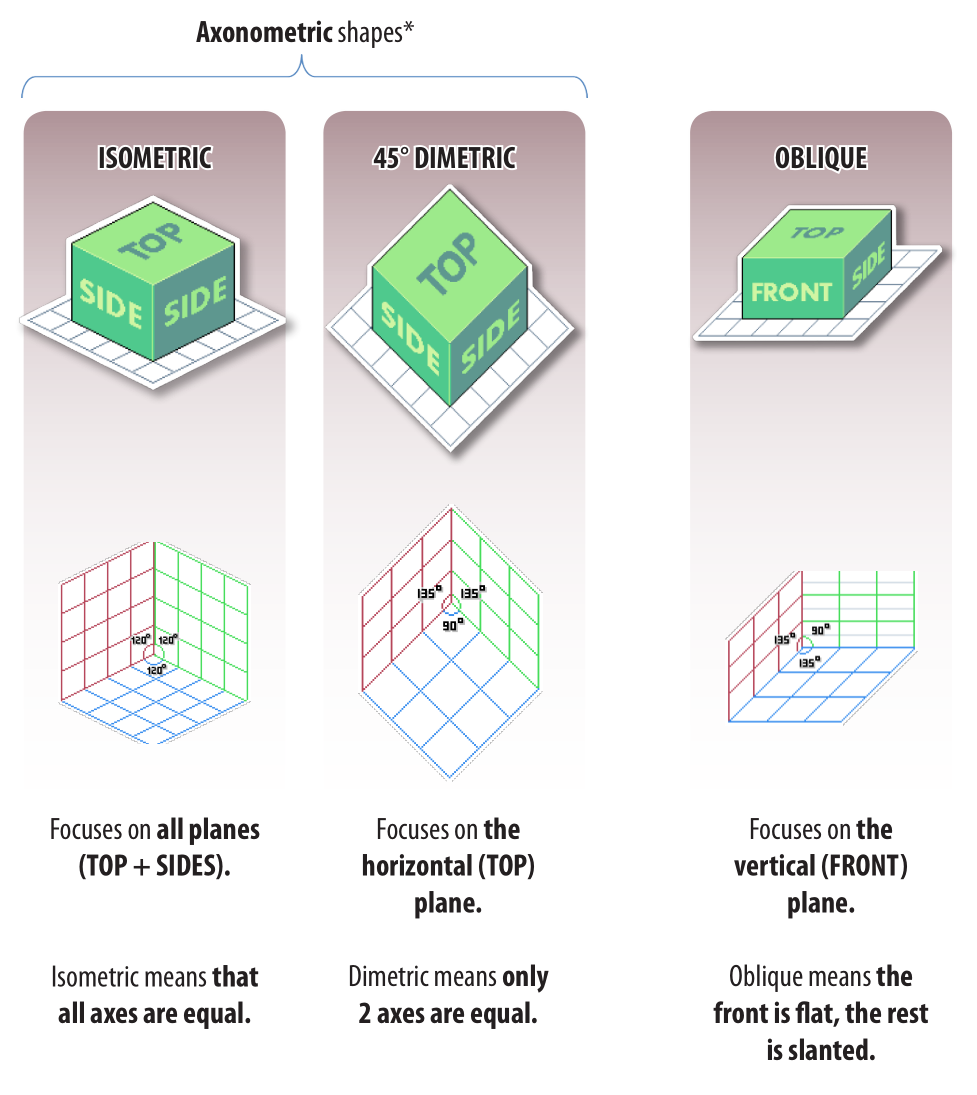 Axonometric shapes*
ISOMETRIC
45° DIMETRIC
OBLIQUE
TOP
SIDE
SIDE
TOP
SIDE
SIDE
TOP
FRONT
SIDE
120°
120°
120°
135°
135°
90°
135°
90°
135°
Focuses on all planes
(TOP + SIDES).
Focuses on the
horizontal (TOP)
plane.
Focuses on the
vertical (FRONT)
plane.
Isometric means that
all axes are equal.
Dimetric means only
2 axes are equal.
Oblique means the
front is flat, the rest
is slanted.